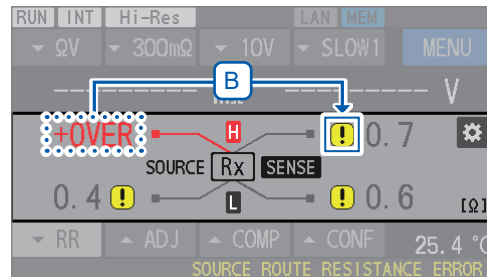 RUN INT Hi-Res LAN MEM
ΩV 300mΩ 10V SLOW1 MENU
B
------ V
+OVER H ! 0.7
SOURCE Rx SENSE
0.4 ! L ! 0.6 [Ω]
RR ADJ COMP CONF 25.4 °C
SOURCE ROUTE RESISTANCE ERROR